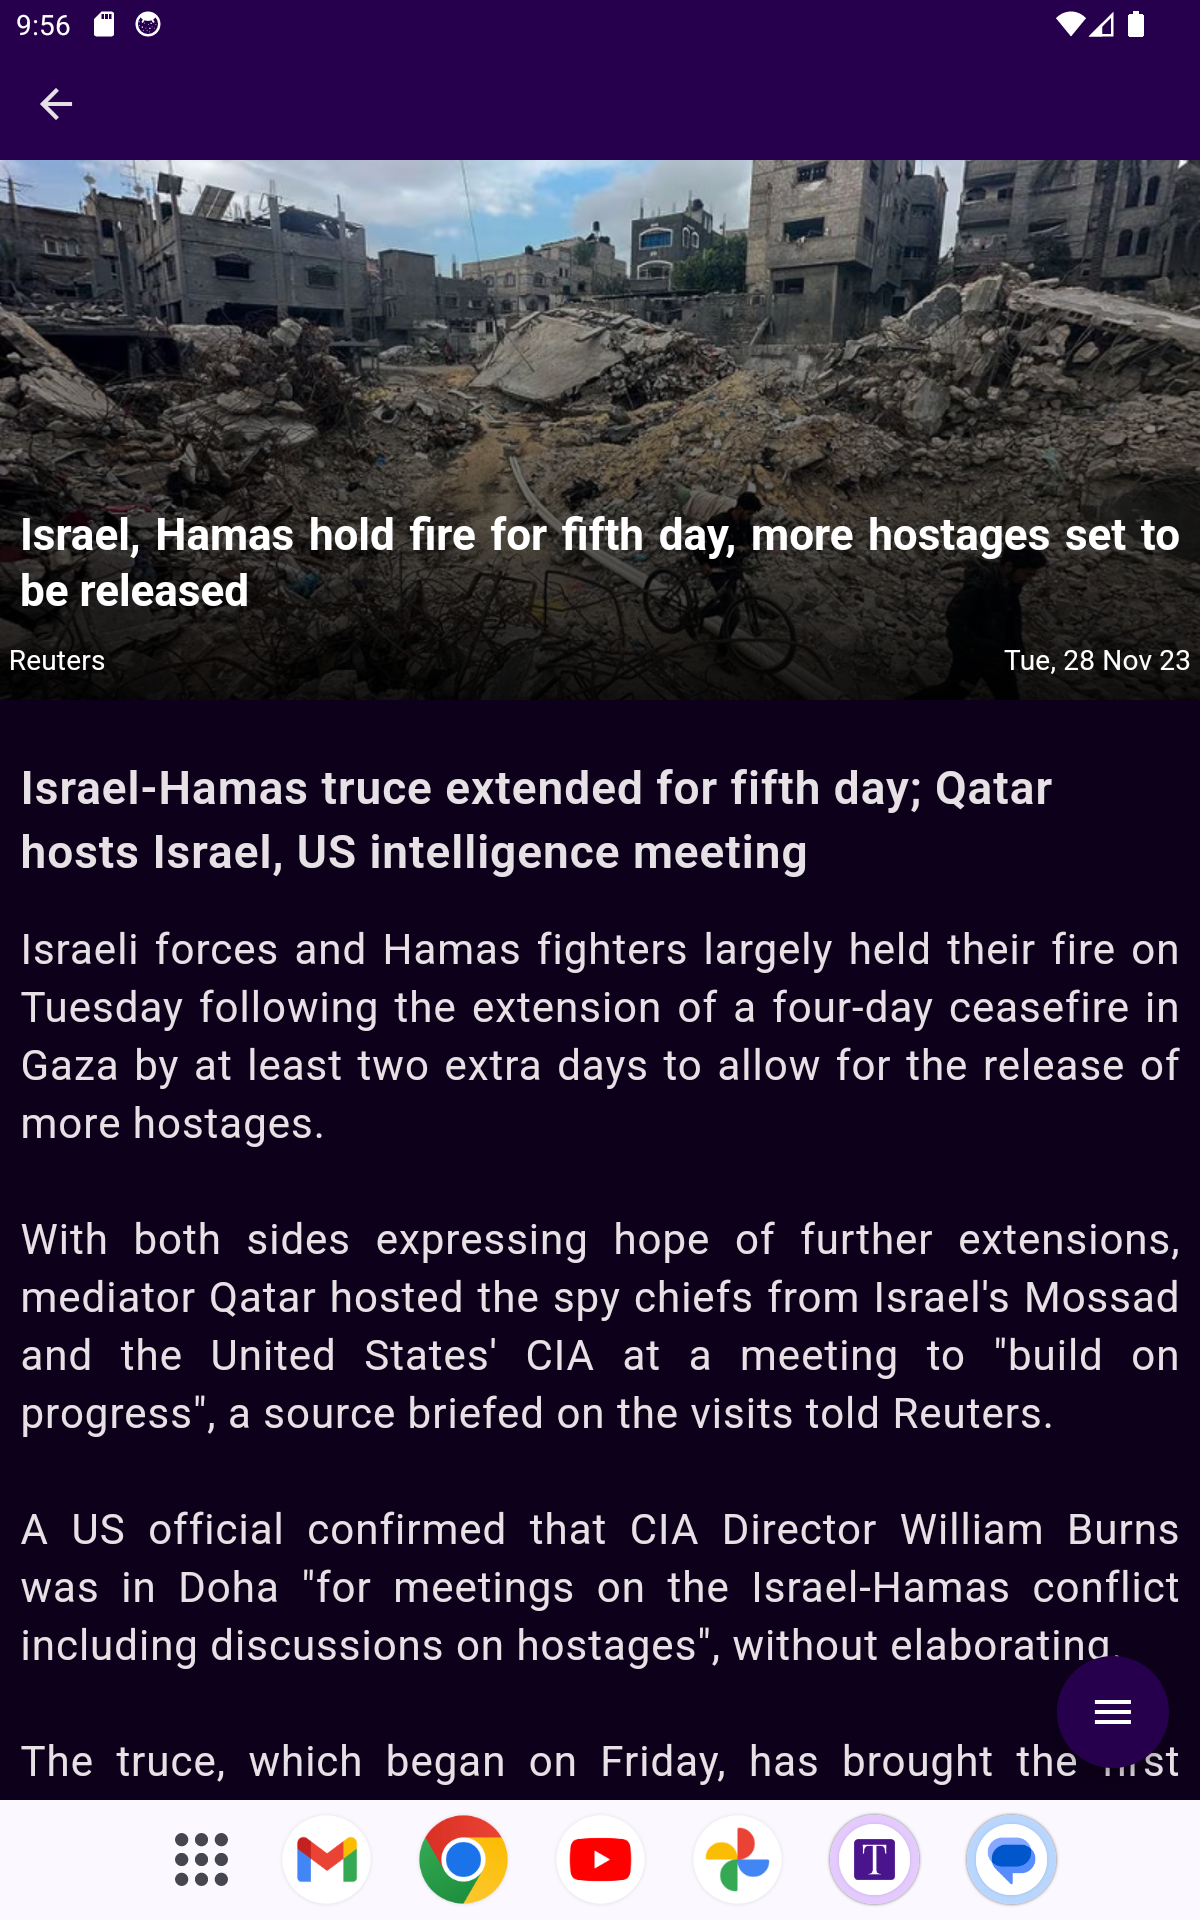 9:56
Israel, Hamas hold fire for fifth day, more hostages set to
be released
Reuters
Tue, 28 Nov 23
Israel-Hamas truce extended for fifth day; Qatar
hosts Israel, US intelligence meeting
Israeli forces and Hamas fighters largely held their fire on
Tuesday following the extension of a four-day ceasefire in
Gaza by at least two extra days to allow for the release of
more hostages.
With both sides expressing hope of further extensions,
mediator Qatar hosted the spy chiefs from Israel's Mossad
and the United States' CIA at a meeting to "build on
progress", a source briefed on the visits told Reuters.
A US official confirmed that CIA Director William Burns
was in Doha "for meetings on the Israel-Hamas conflict
including discussions on hostages", without elaborating.
The truce, which began on Friday, has brought the first
T